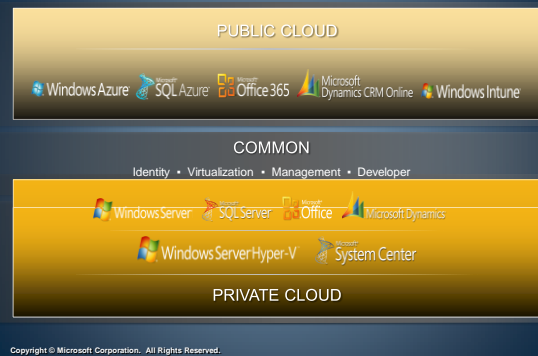 PUBLIC CLOUD
Windows Azure Microsoft SQL Azure Microsoft Office 365 Microsoft Dynamics CRM Online Windows Intune
COMMON
Identity • Virtualization • Management • Developer
Windows Server Microsoft SQL Server Microsoft Office Microsoft Dynamics
Windows Server Hyper-V Microsoft System Center
PRIVATE CLOUD
Copyright © Microsoft Corporation. All Rights Reserved.